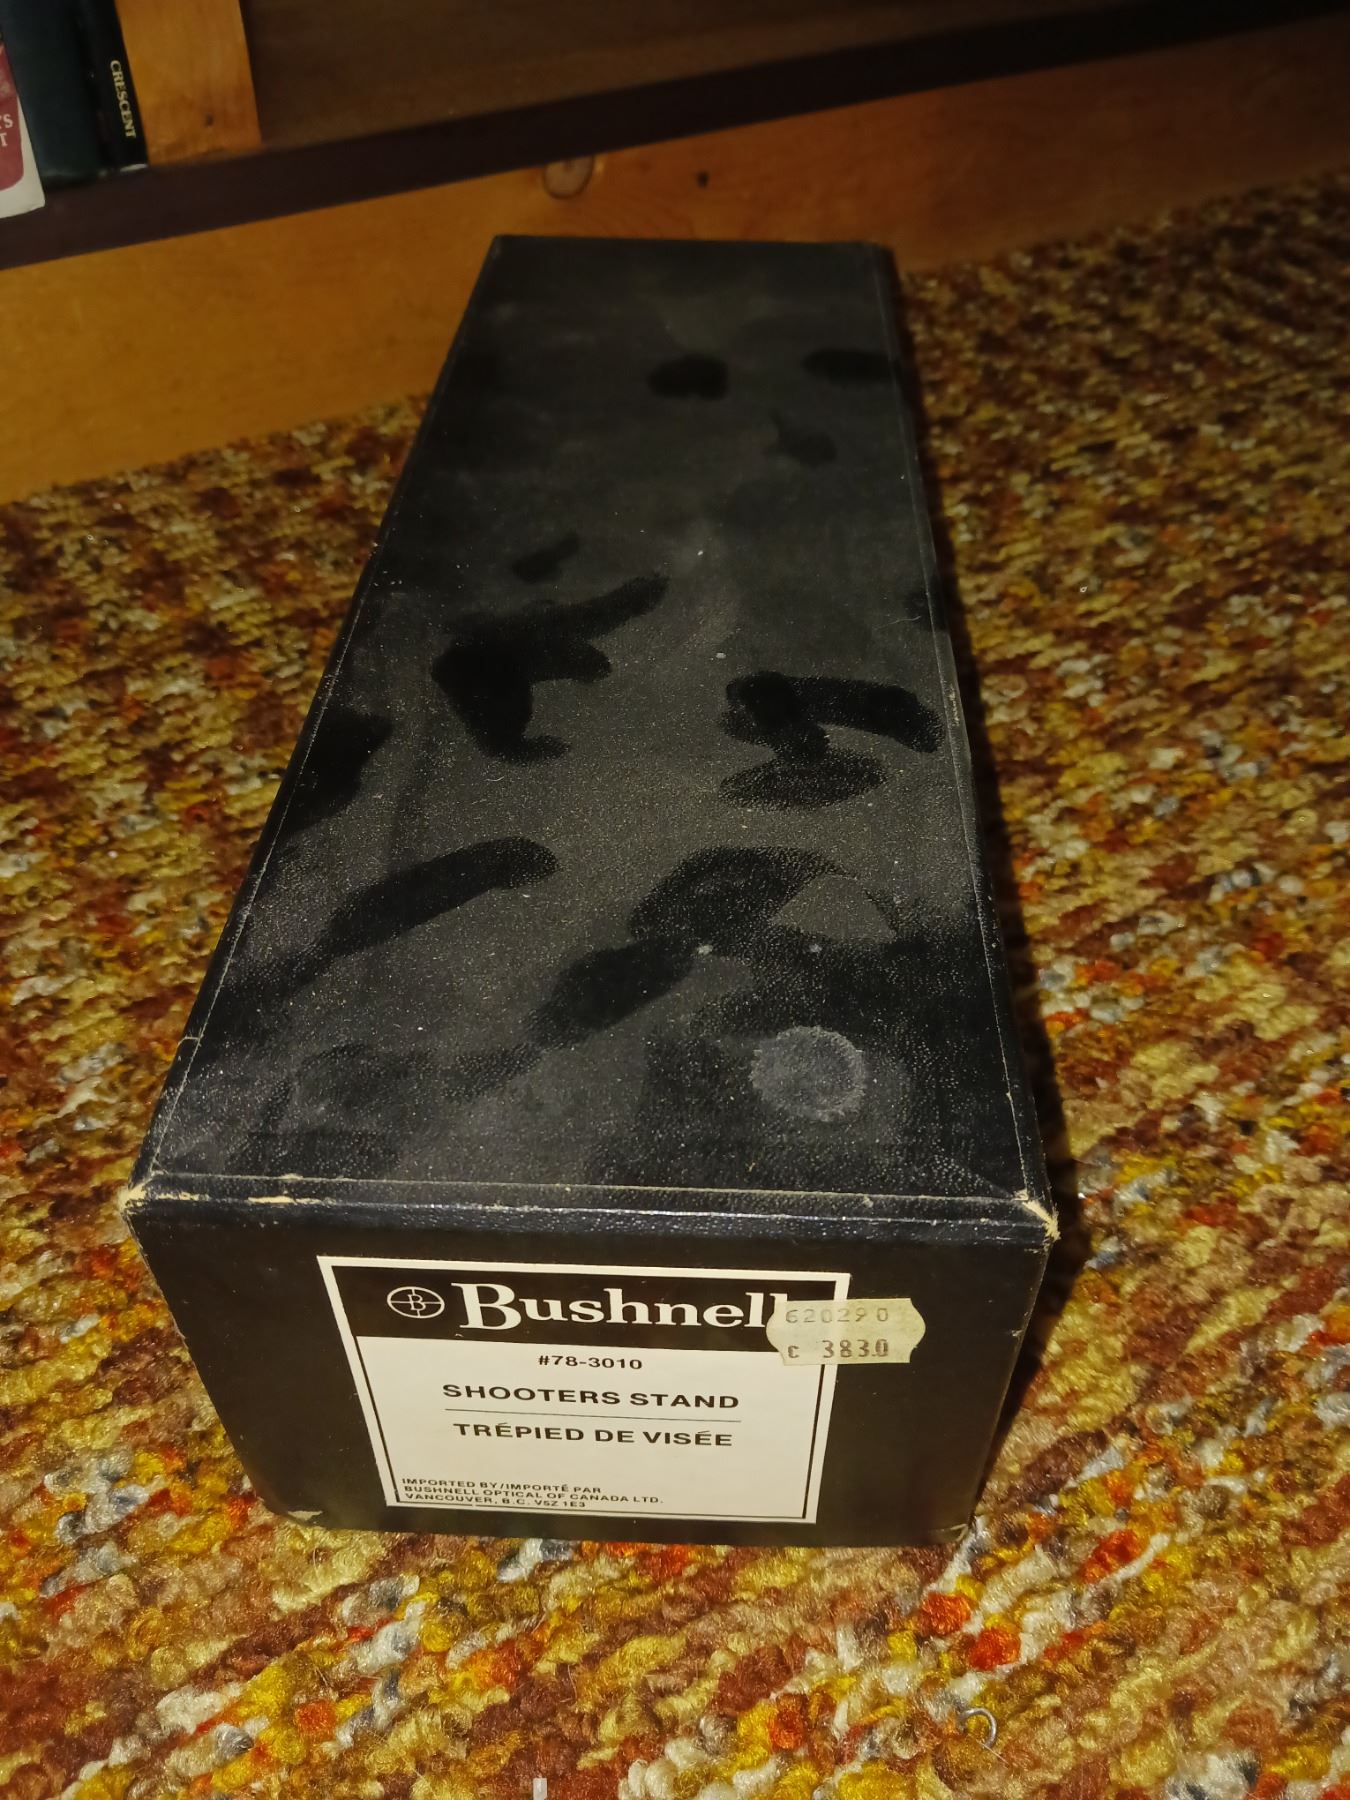 CRESCENT
Bushnell
620290
c 3830
#78-3010
SHOOTERS STAND
TRÉPIED DE VISÉE
IMPORTED BY/IMPORTÉ PAR
BUSHNELL OPTICAL OF CANADA LTD.
VANCOUVER, B.C. V5Z 1E3